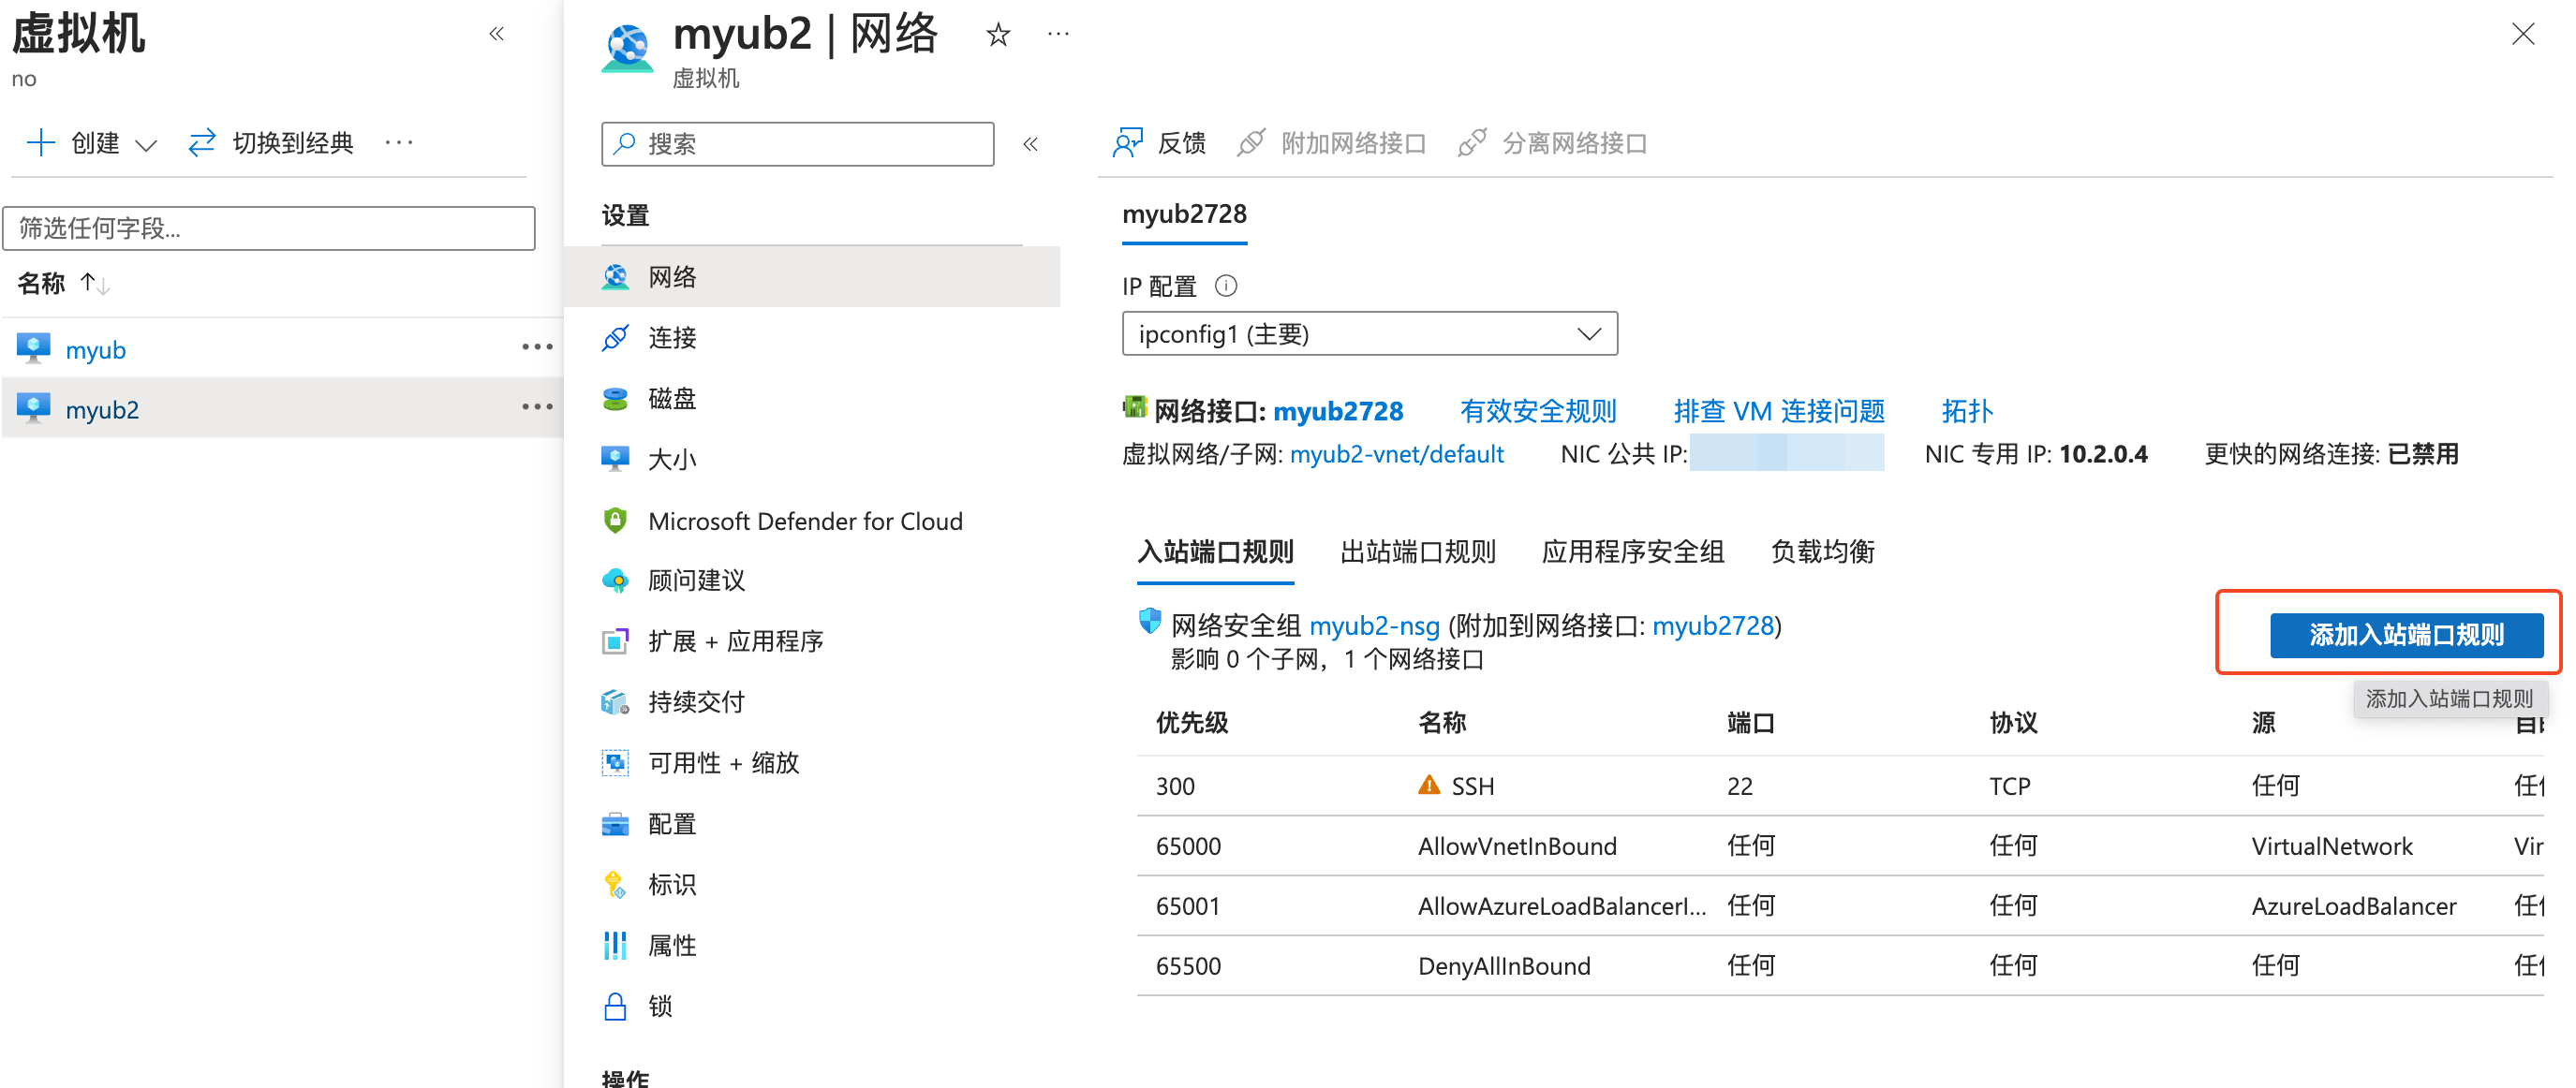 虚拟机
no
创建
切换到经典
筛选任何字段...
名称
myub
myub2
myub2 | 网络
虚拟机
搜索
设置
网络
连接
磁盘
大小
Microsoft Defender for Cloud
顾问建议
扩展 + 应用程序
持续交付
可用性 + 缩放
配置
标识
属性
锁
操作
反馈 附加网络接口 分离网络接口
myub2728
IP 配置
ipconfig1 (主要)
网络接口: myub2728 有效安全规则 排查 VM 连接问题 拓扑
虚拟网络/子网: myub2-vnet/default NIC 公共 IP: NIC 专用 IP: 10.2.0.4 更快的网络连接: 已禁用
入站端口规则 出站端口规则 应用程序安全组 负载均衡
网络安全组 myub2-nsg (附加到网络接口: myub2728)
影响 0 个子网，1 个网络接口
添加入站端口规则
添加入站端口规则
优先级 名称 端口 协议 源
300 SSH 22 TCP 任何 任何
65000 AllowVnetInBound 任何 任何 VirtualNetwork Vir
65001 AllowAzureLoadBalancerI... 任何 任何 AzureLoadBalancer 任何
65500 DenyAllInBound 任何 任何 任何 任何